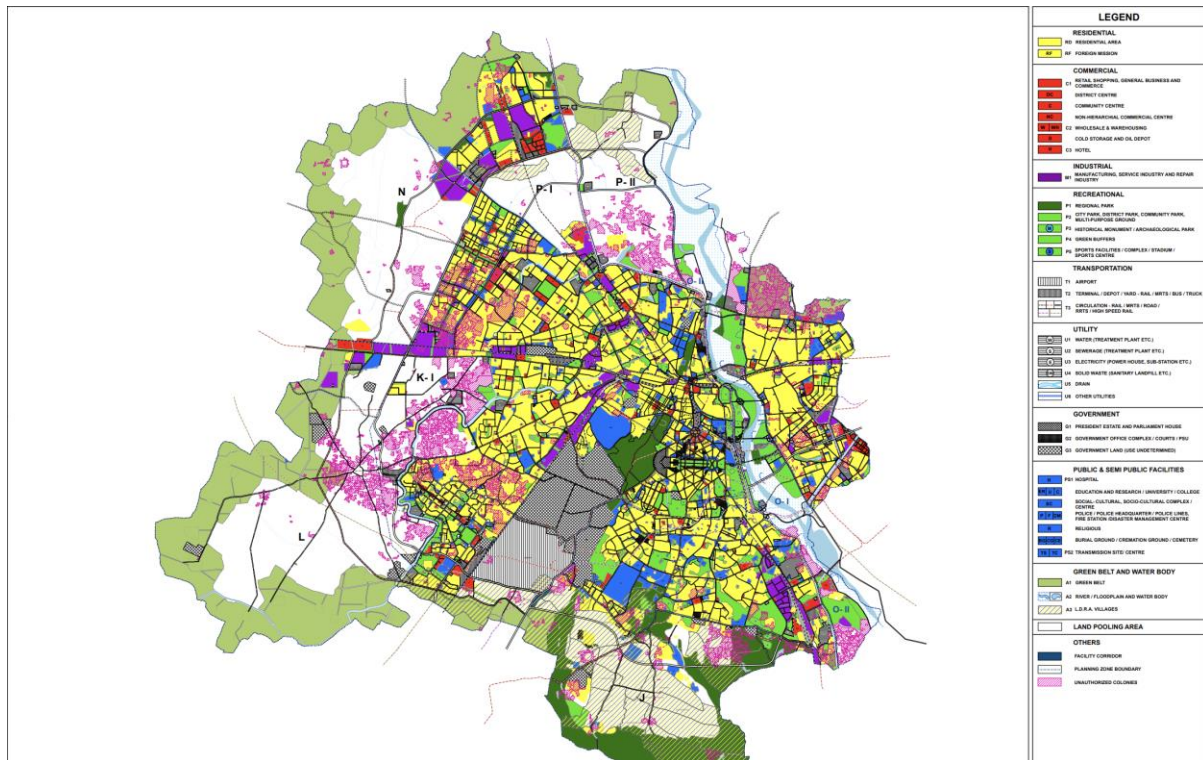 N
P- I
P- II
L
J
O- II
LEGEND
RESIDENTIAL
RD RESIDENTIAL AREA
RF RF FOREIGN MISSION
COMMERCIAL
C1 RETAIL SHOPPING, GENERAL BUSINESS AND
COMMERCE
DISTRICT CENTRE
COMMUNITY CENTRE
NON-HIERARCHIAL COMMERCIAL CENTRE
C2 WHOLESALE & WAREHOUSING
COLD STORAGE AND OIL DEPOT
C3 HOTEL
INDUSTRIAL
M1 MANUFACTURING, SERVICE INDUSTRY AND REPAIR
INDUSTRY
RECREATIONAL
P1 REGIONAL PARK
P2 CITY PARK, DISTRICT PARK, COMMUNITY PARK,
MULTI-PURPOSE GROUND
P3 HISTORICAL MONUMENT / ARCHAEOLOGICAL PARK
P4 GREEN BUFFERS
P5 SPORTS FACILITIES / COMPLEX / STADIUM /
SPORTS CENTRE
TRANSPORTATION
T1 AIRPORT
T2 TERMINAL / DEPOT / YARD - RAIL / MRTS / BUS / TRUCK
T3 CIRCULATION - RAIL / MRTS / ROAD /
RRTS / HIGH SPEED RAIL
UTILITY
U1 WATER (TREATMENT PLANT ETC.)
U2 SEWERAGE (TREATMENT PLANT ETC.)
U3 ELECTRICITY (POWER HOUSE, SUB-STATION ETC.)
U4 SOLID WASTE (SANITARY LANDFILL ETC.)
U5 DRAIN
U6 OTHER UTILITIES
GOVERNMENT
G1 PRESIDENT ESTATE AND PARLIAMENT HOUSE
G2 GOVERNMENT OFFICE COMPLEX / COURTS / PSU
G3 GOVERNMENT LAND (USE UNDETERMINED)
PUBLIC & SEMI PUBLIC FACILITIES
PS1 HOSPITAL
EDUCATION AND RESEARCH / UNIVERSITY / COLLEGE
SOCIAL- CULTURAL, SOCIO-CULTURAL COMPLEX /
CENTRE
POLICE / POLICE HEADQUARTER / POLICE LINES,
FIRE STATION /DISASTER MANAGEMENT CENTRE
RELIGIOUS
BURIAL GROUND / CREMATION GROUND / CEMETERY
PS2 TRANSMISSION SITE/ CENTRE
GREEN BELT AND WATER BODY
A1 GREEN BELT
A2 RIVER / FLOODPLAIN AND WATER BODY
A3 L.D.R.A. VILLAGES
LAND POOLING AREA
OTHERS
FACILITY CORRIDOR
PLANNING ZONE BOUNDARY
UNAUTHORIZED COLONIES